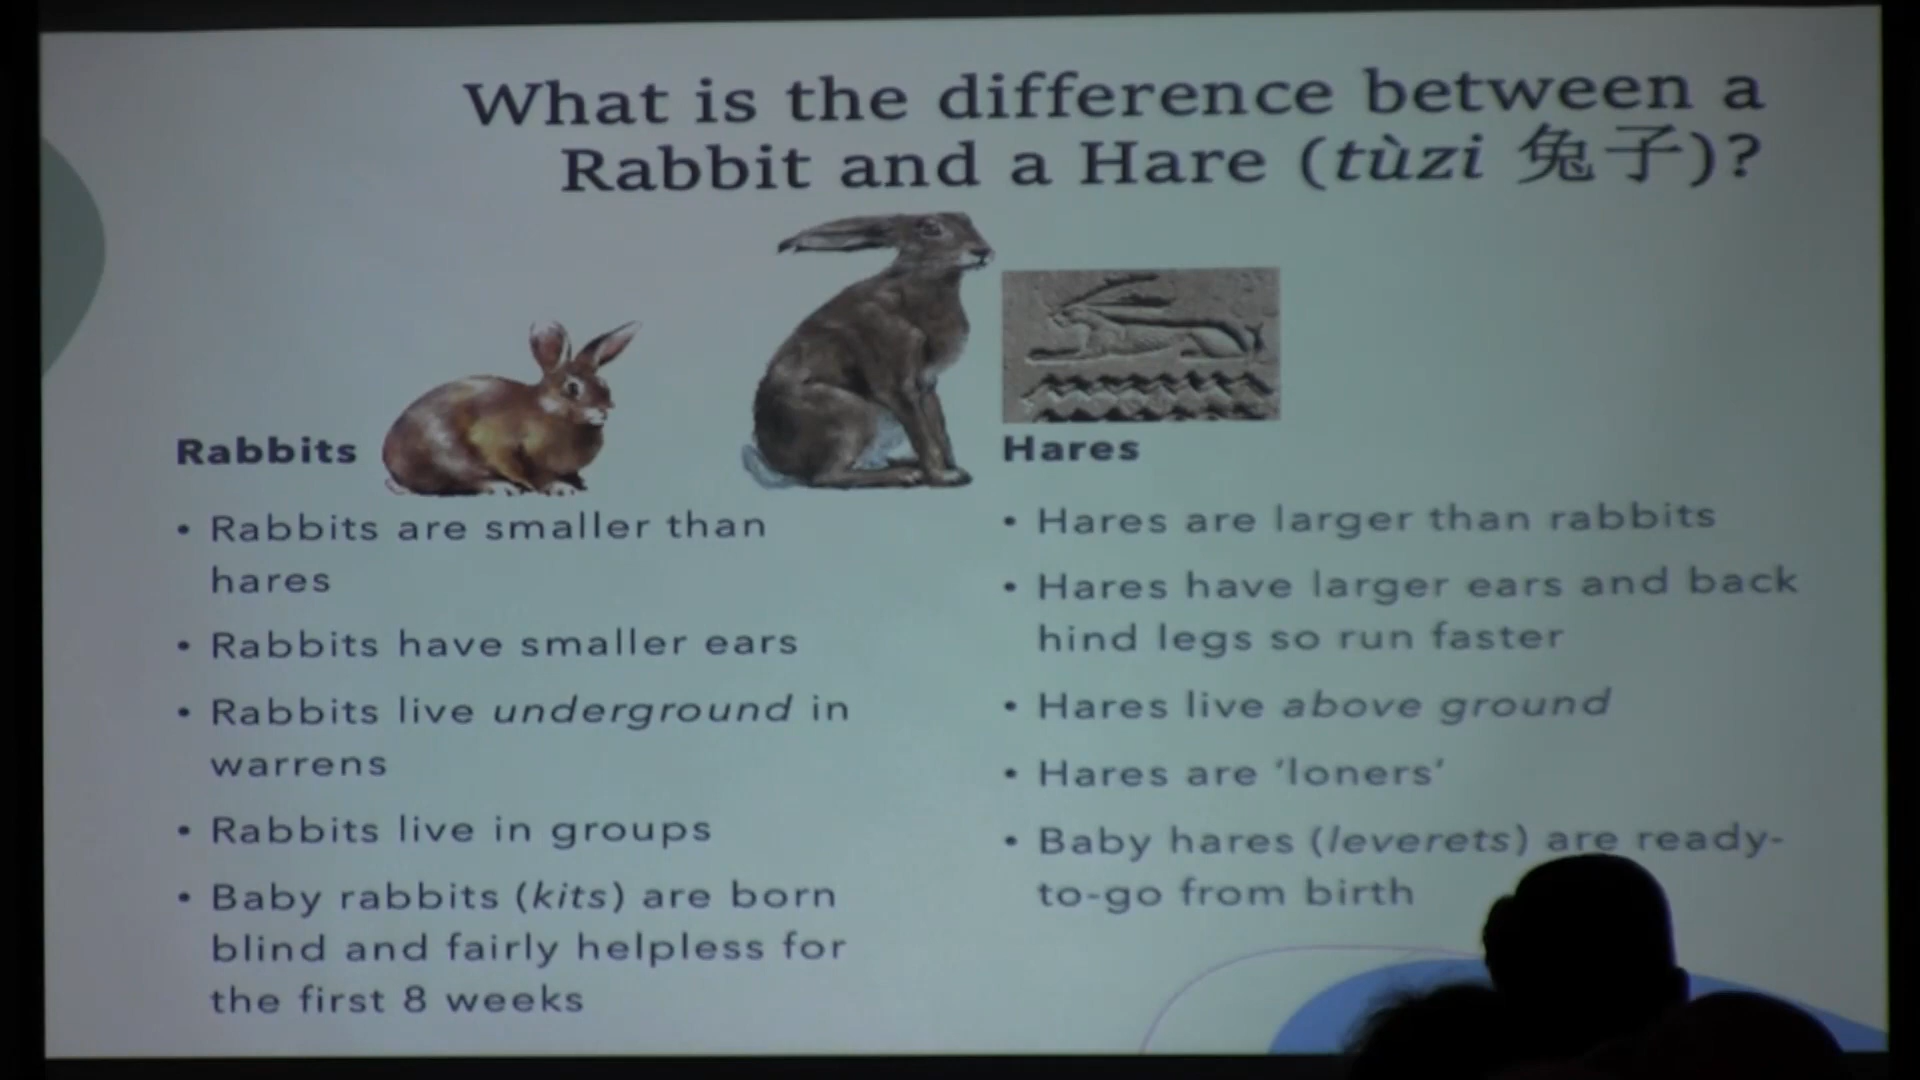 What is the difference between a
Rabbit and a Hare (tùzi 兔子)?
Rabbits
• Rabbits are smaller than
hares
• Rabbits have smaller ears
• Rabbits live underground in
warrens
• Rabbits live in groups
• Baby rabbits (kits) are born
blind and fairly helpless for
the first 8 weeks
Hares
• Hares are larger than rabbits
• Hares have larger ears and back
hind legs so run faster
• Hares live above ground
• Hares are ‘loners’
• Baby hares (leverets) are ready-
to-go from birth